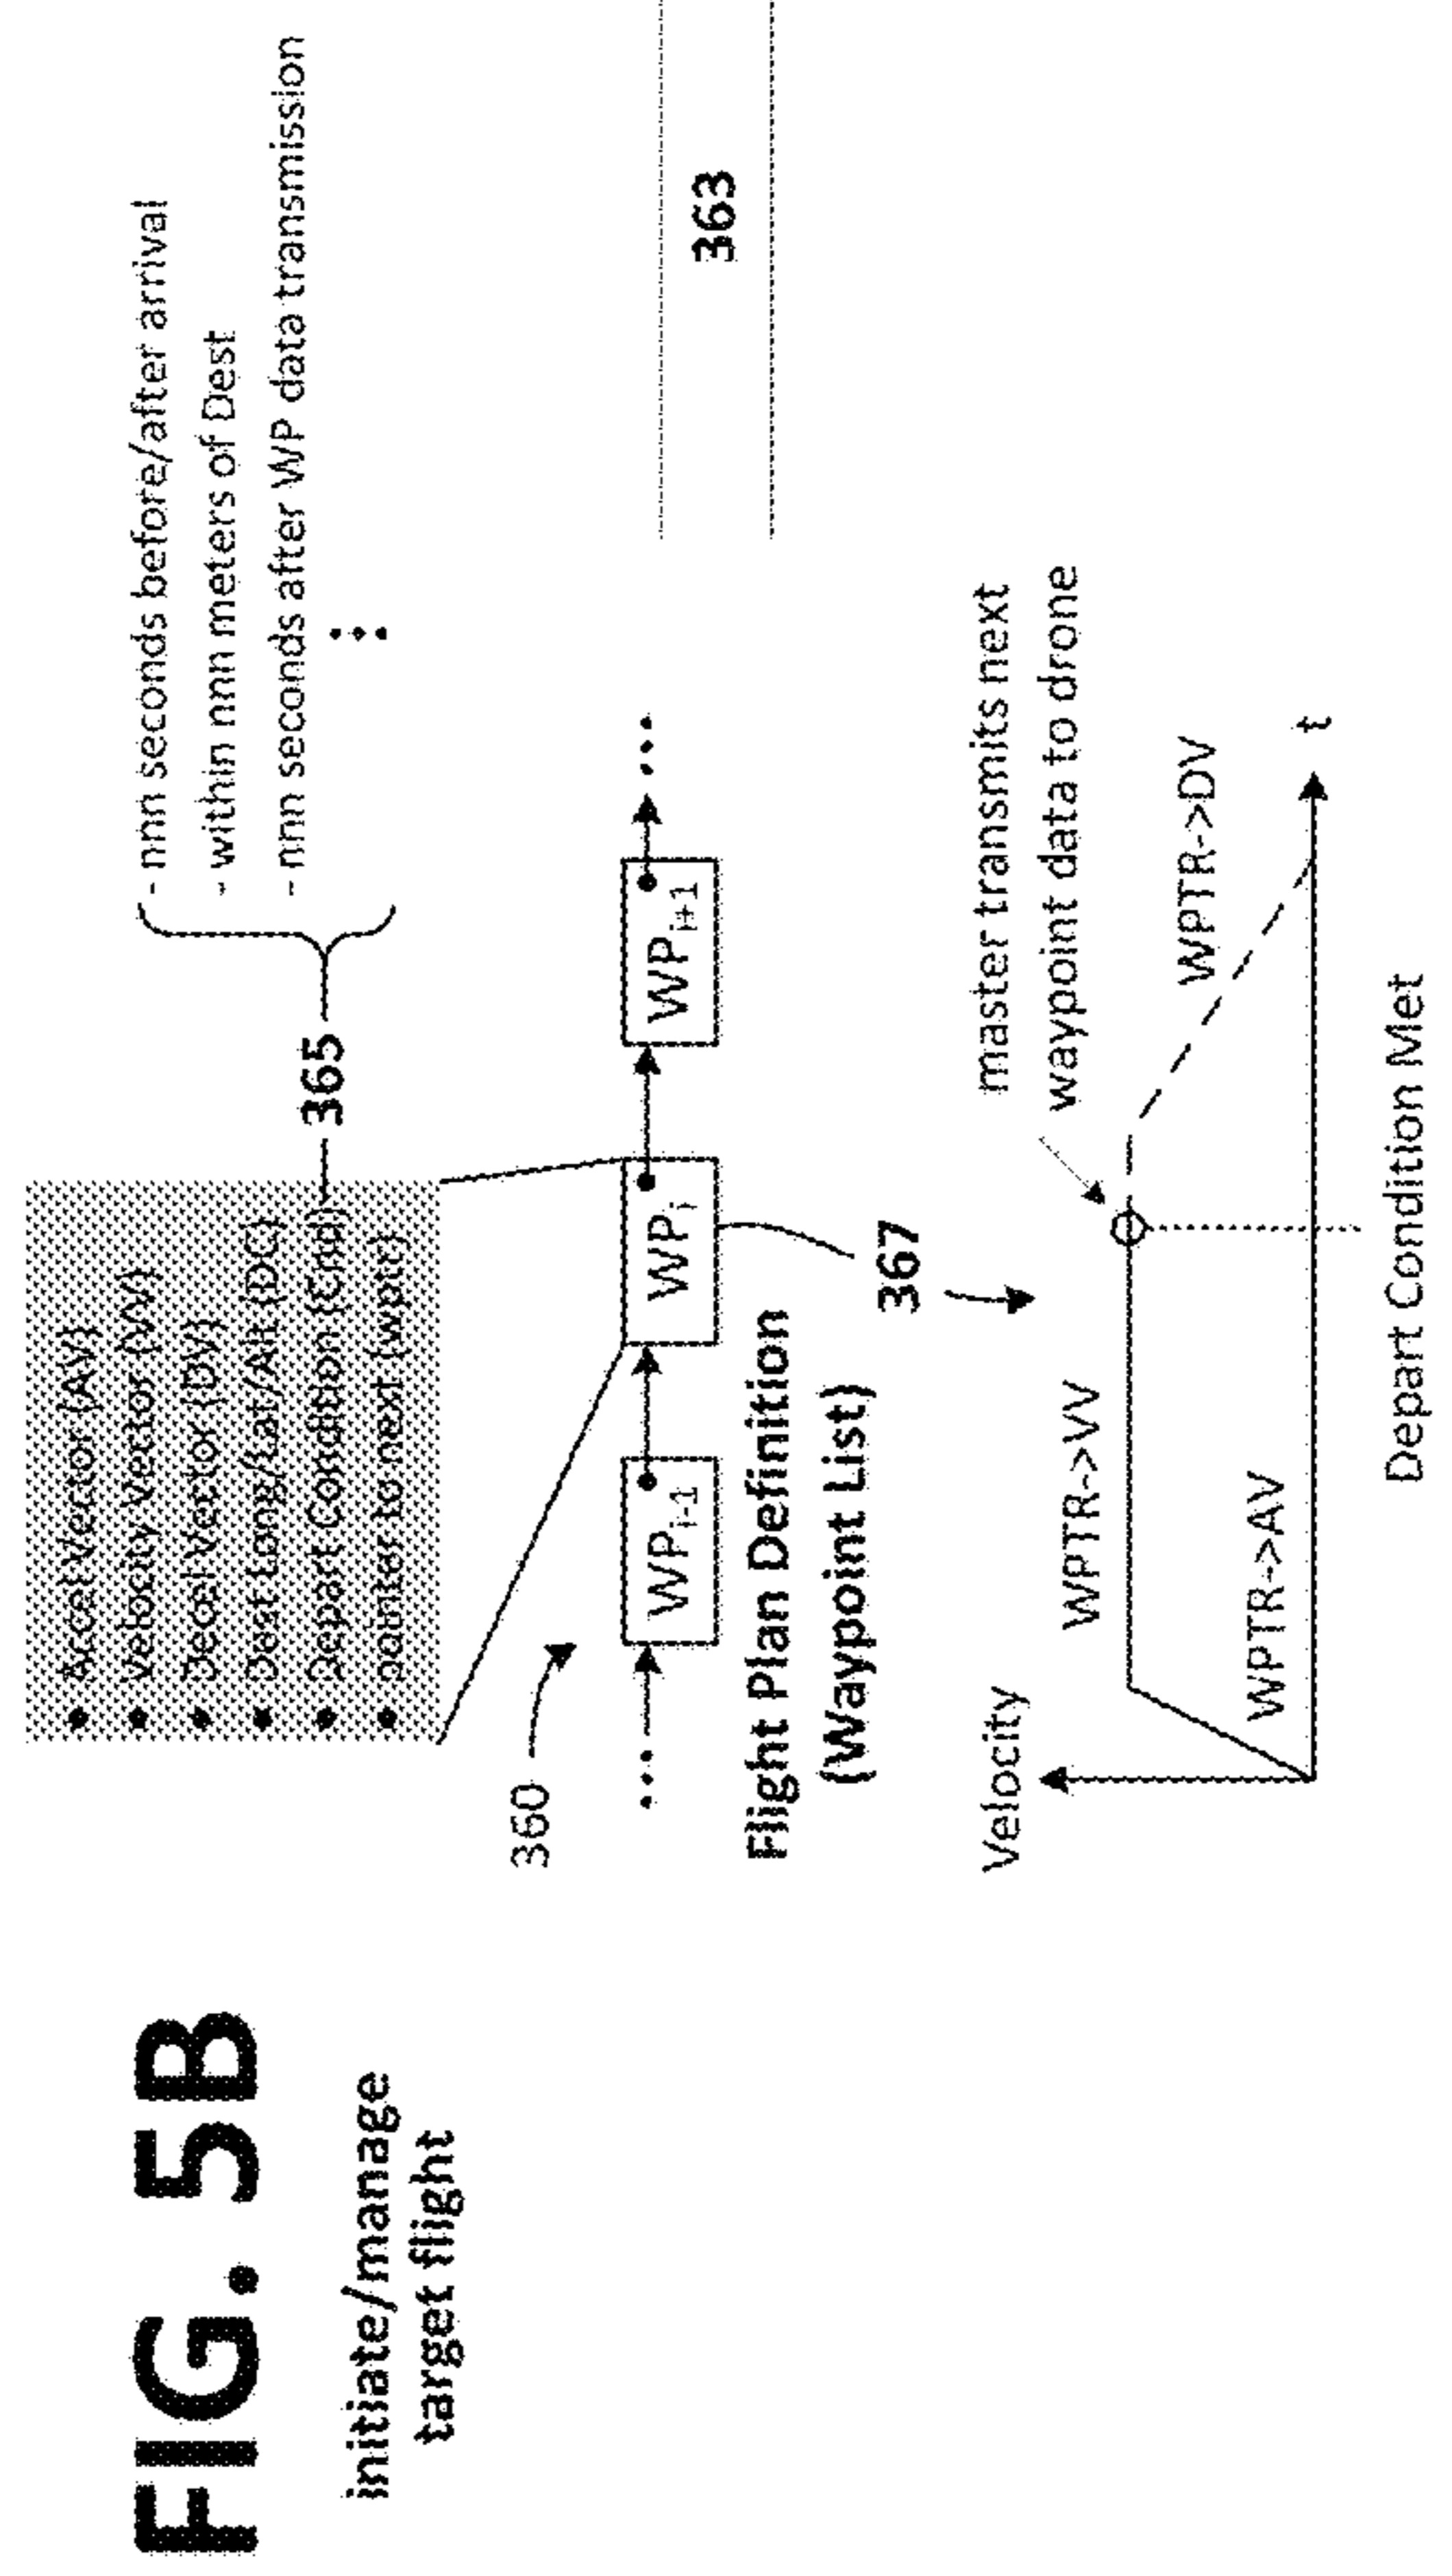 FIG. 5B
initiate/manage
target flight
• Accel Vector (AV)
• Velocity Vector (VV)
• Decel Vector (DV)
• Dest Long/Lat/Alt (DC)
• Depart Condition (Cnd)
• pointer to next (wptr)
365
- nnn seconds before/after arrival
- within nnn meters of Dest
- nnn seconds after WP data transmission
⋮
360
... WPi-1 WPi WPi+1 ...
Flight Plan Definition
(Waypoint List)
367
363
Velocity
WPTR->VV
WPTR->AV
master transmits next
waypoint data to drone
WPTR->DV
t
Depart Condition Met